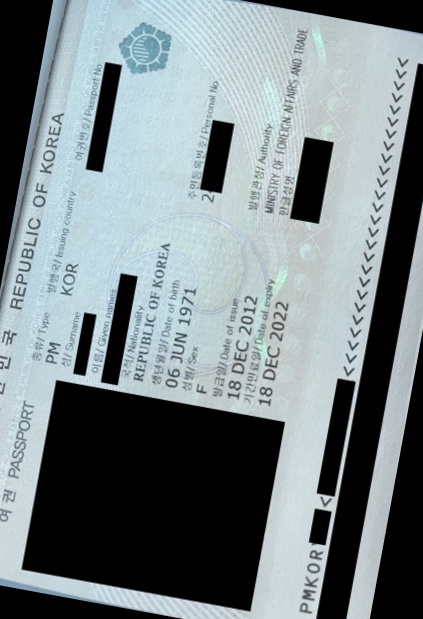 여권 PASSPORT
민 국 REPUBLIC OF KOREA
종류/ Type
PM
발행국/ Issuing country
KOR
여권번호/ Passport No
성/ Surname
이름/ Given names
국적/ Nationality
REPUBLIC OF KOREA
생년월일/ Date of birth
06 JUN 1971
주민등록번호/ Personal No
2
성별/ Sex
F
발급일/ Date of issue
18 DEC 2012
발행관청/ Authority
MINISTRY OF FOREIGN AFFAIRS AND TRADE
기간만료일/ Date of expiry
18 DEC 2022
한글성명